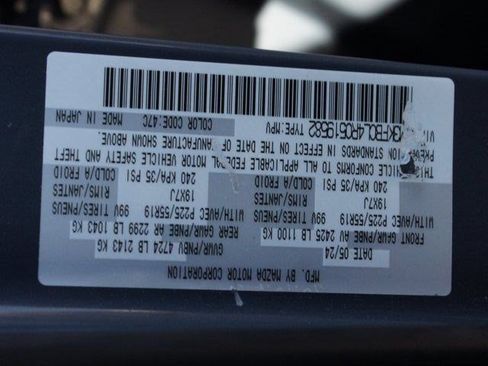 MFD. BY MAZDA MOTOR CORPORATION
DATE 05/24 GVWR/PNBV 4724 LB 2143 KG
FRONT GAWR/PNBE AV 2425 LB 1100 KG REAR GAWR/PNBE AR 2299 LB 1043 KG
WITH/AVEC P225/55R19 99V TIRES/PNEUS WITH/AVEC P225/55R19 99V TIRES/PNEUS
19X7J RIMS/JANTES 19X7J RIMS/JANTES
240 KPA/35 PSI COLD/A FROID 240 KPA/35 PSI COLD/A FROID
CONFORMS TO ALL APPLICABLE FEDERAL MOTOR VEHICLE SAFETY AND THEFT
STANDARDS IN EFFECT ON THE DATE OF MANUFACTURE SHOWN ABOVE.
3KFBCL4R0519582 TYPE:MPV COLOR CODE:47C MADE IN JAPAN